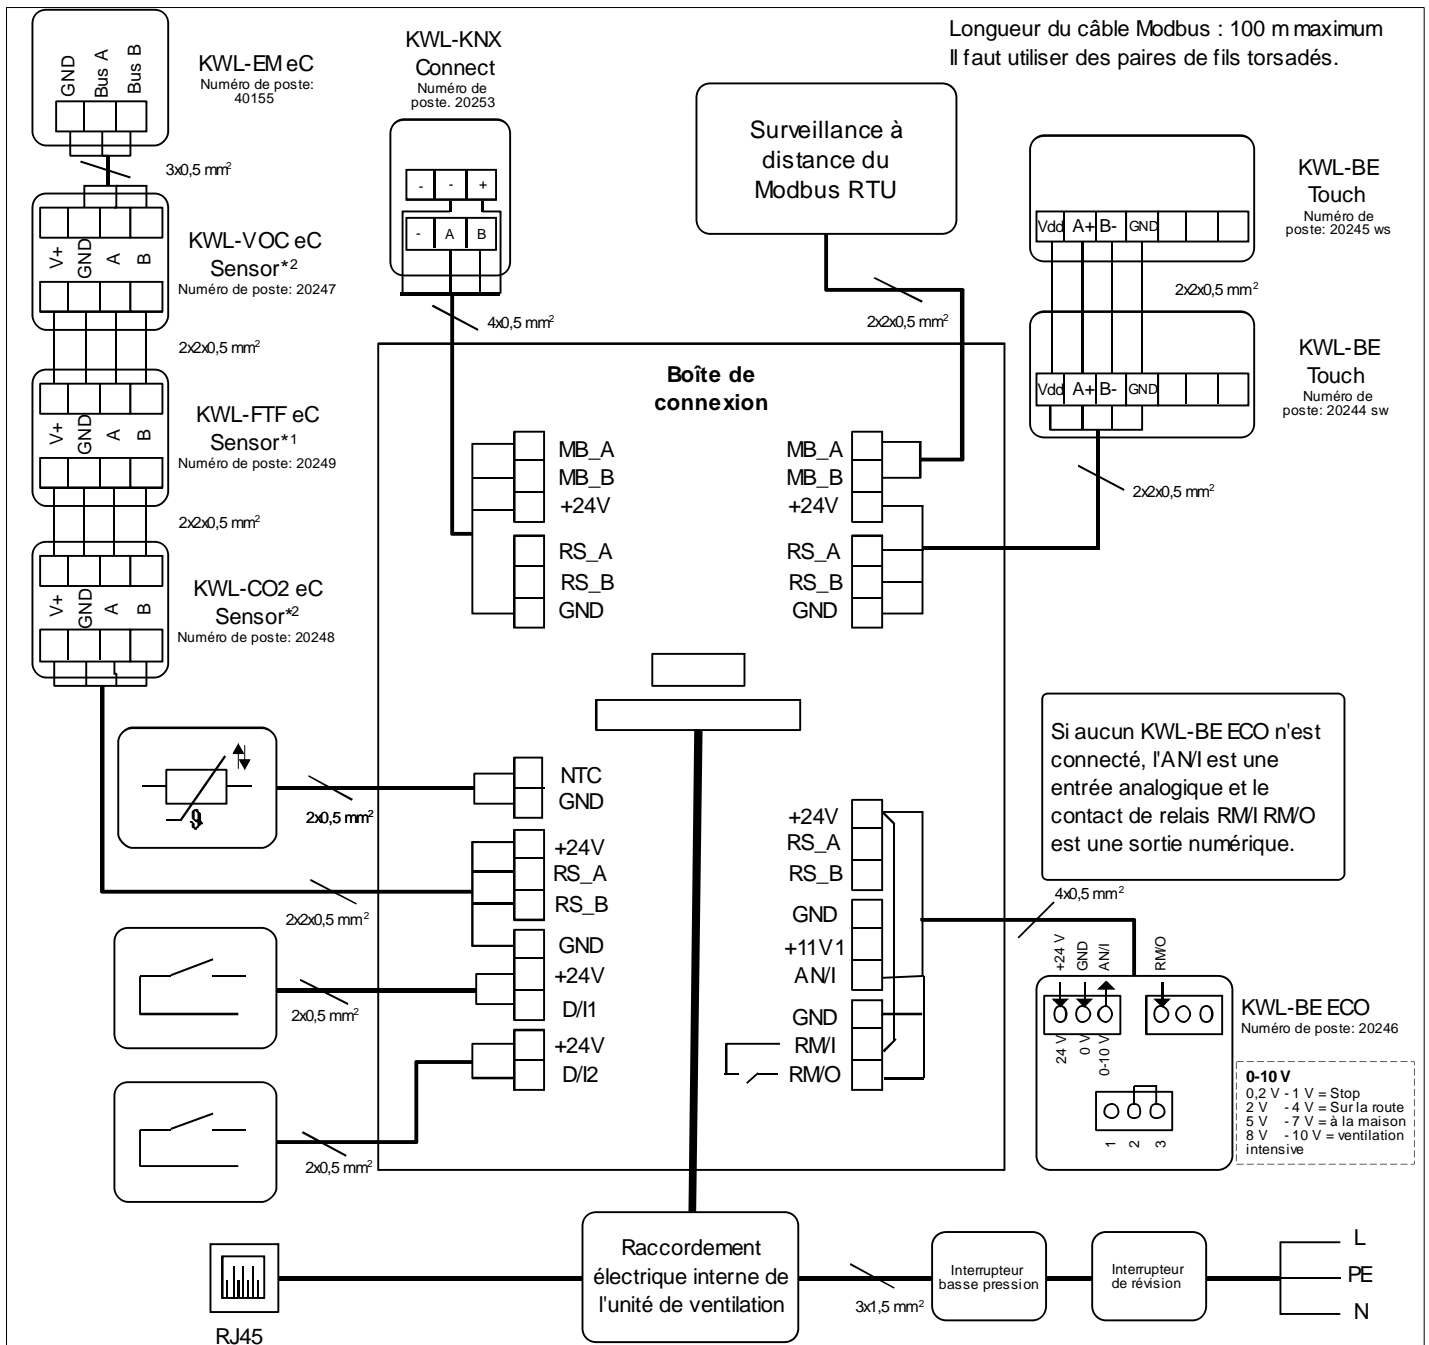 Longueur du câble Modbus : 100 m maximum
Il faut utiliser des paires de fils torsadés.
GND
Bus A
Bus B
KWL-EM eC
Numéro de poste:
40155
3x0,5 mm²
V+
GND
A
B
KWL-VOC eC
Sensor*²
Numéro de poste: 20247
2x2x0,5 mm²
V+
GND
A
B
KWL-FTF eC
Sensor*¹
Numéro de poste: 20249
2x2x0,5 mm²
V+
GND
A
B
KWL-CO2 eC
Sensor*²
Numéro de poste: 20248
KWL-KNX
Connect
Numéro de
poste. 20253
- - +
- A B
4x0,5 mm²
Surveillance à
distance du
Modbus RTU
2x2x0,5 mm²
Vdd A+ B- GND
KWL-BE
Touch
Numéro de
poste: 20245 ws
2x2x0,5 mm²
Vdd A+ B- GND
KWL-BE
Touch
Numéro de
poste: 20244 sw
2x2x0,5 mm²
Boîte de
connexion
MB_A
MB_B
+24V
RS_A
RS_B
GND
MB_A
MB_B
+24V
RS_A
RS_B
GND
ϑ
2x0,5 mm²
NTC
GND
2x2x0,5 mm²
+24V
RS_A
RS_B
GND
2x0,5 mm²
+24V
D/I1
2x0,5 mm²
+24V
D/I2
+24V
RS_A
RS_B
GND
+11V1
AN/I
GND
RM/I
RM/O
Si aucun KWL-BE ECO n'est
connecté, l'AN/I est une
entrée analogique et le
contact de relais RM/I RM/O
est une sortie numérique.
4x0,5 mm²
+24 V
GND
AN/I
RM/O
24 V
0 V
0-10 V
1
2
3
KWL-BE ECO
Numéro de poste: 20246
0-10 V
0,2 V - 1 V = Stop
2 V - 4 V = Sur la route
5 V - 7 V = à la maison
8 V - 10 V = ventilation
intensive
RJ45
Raccordement
électrique interne de
l'unité de ventilation
3x1,5 mm²
Interrupteur
basse pression
Interrupteur
de révision
L
PE
N